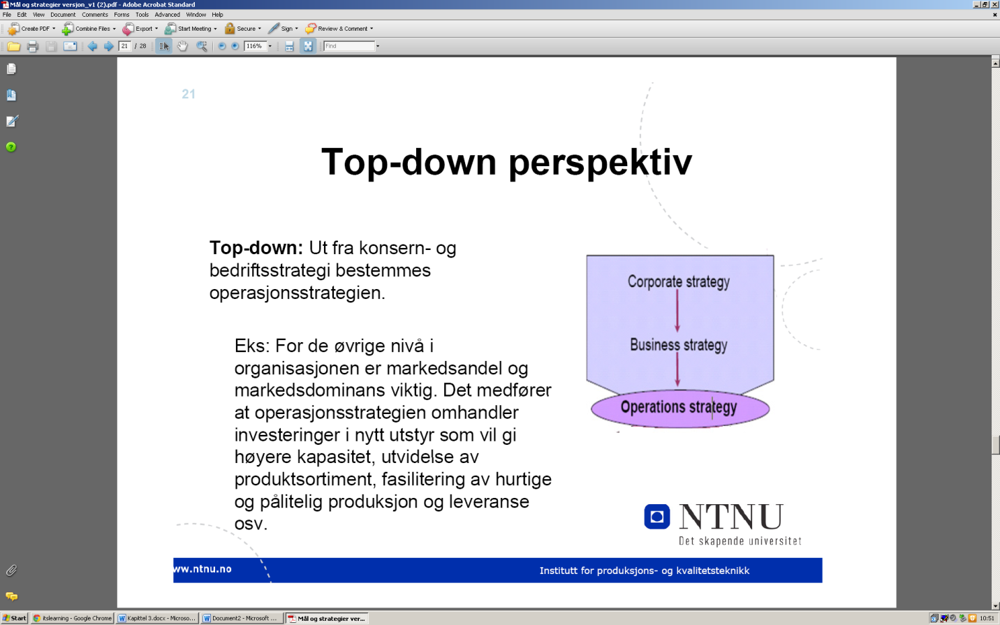 Mål og strategier versjon_v1 (2).pdf - Adobe Acrobat Standard
File Edit View Document Comments Forms Tools Advanced Window Help
Create PDF Combine Files Export Start Meeting Secure Sign Review & Comment
21 / 28 116% Find
21
Top-down perspektiv
Top-down: Ut fra konsern- og
bedriftsstrategi bestemmes
operasjonsstrategien.
Eks: For de øvrige nivå i
organisasjonen er markedsandel og
markedsdominans viktig. Det medfører
at operasjonsstrategien omhandler
investeringer i nytt utstyr som vil gi
høyere kapasitet, utvidelse av
produktsortiment, fasilitering av hurtige
og pålitelig produksjon og leveranse
osv.
Corporate strategy
Business strategy
Operations strategy
NTNU
Det skapende universitet
ww.ntnu.no
Institutt for produksjons- og kvalitetsteknikk
Start itslearning - Google Chrome Kapittel 3.docx - Microso... Document2 - Microsoft ... Mål og strategier ver... 10:51